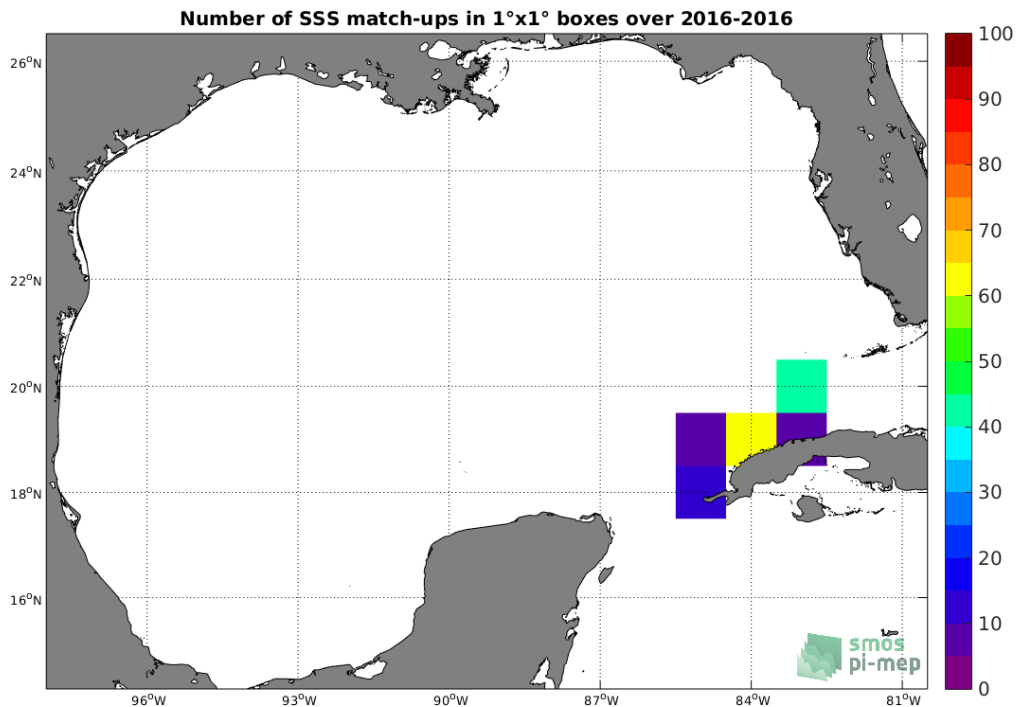 Number of SSS match-ups in 1°x1° boxes over 2016-2016
26°N
24°N
22°N
20°N
18°N
16°N
96°W
93°W
90°W
87°W
84°W
81°W
100
90
80
70
60
50
40
30
20
10
0
smos
pi-mep